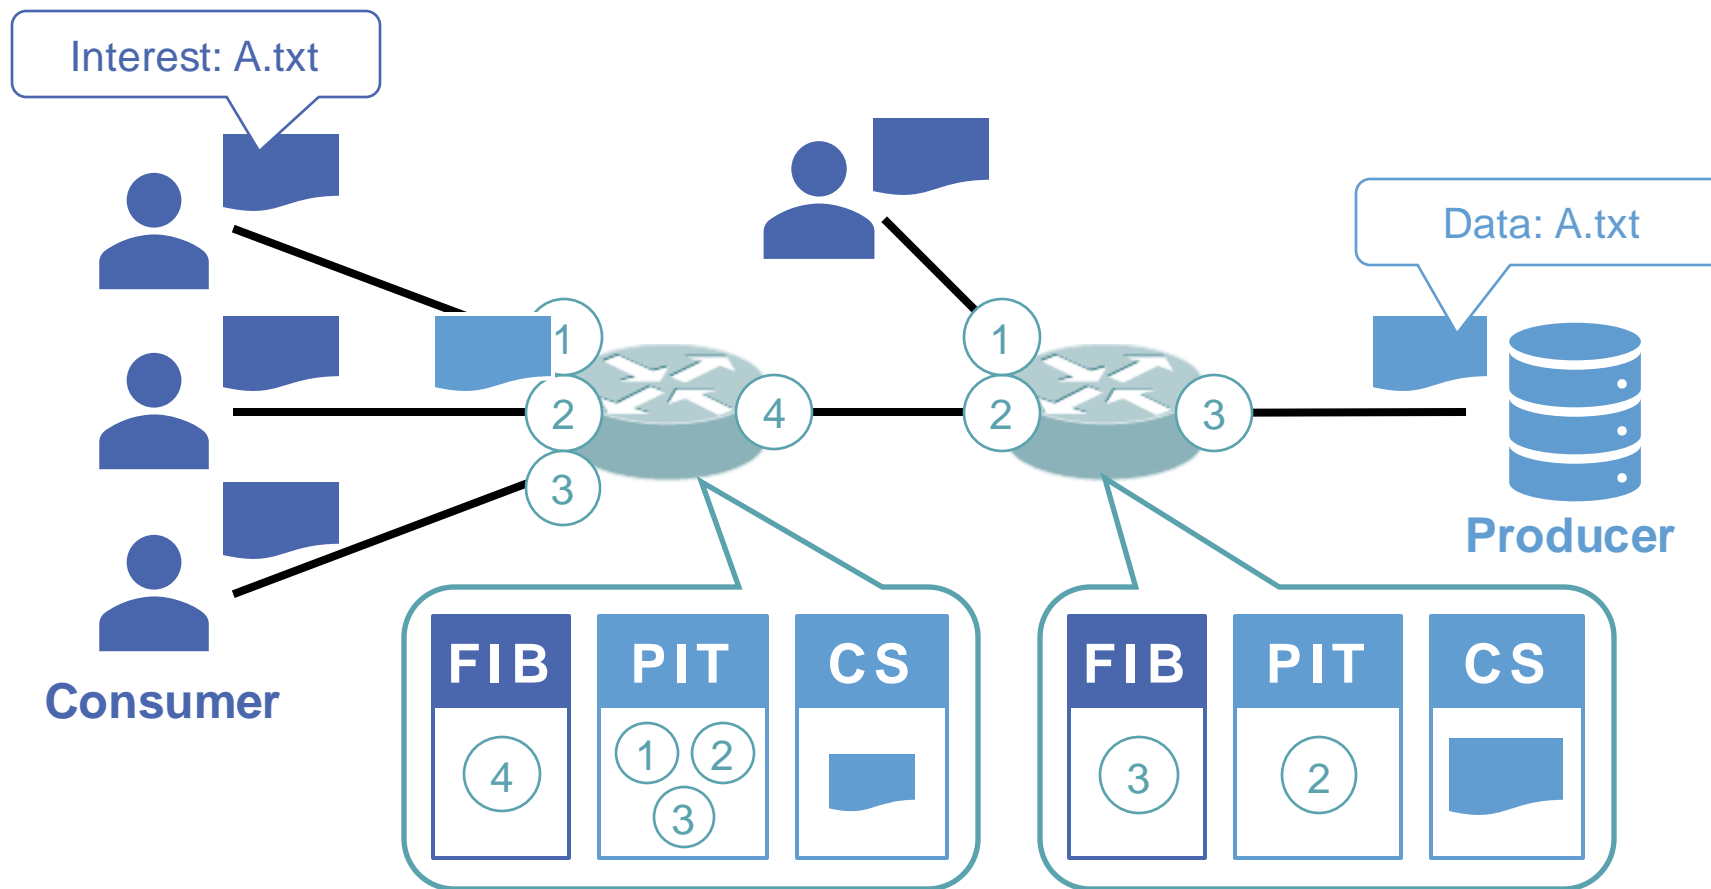 Interest: A.txt
Data: A.txt
1
2
3
4
1
2
3
Producer
Consumer
FIB PIT CS
4
1 2
3
FIB PIT CS
3
2